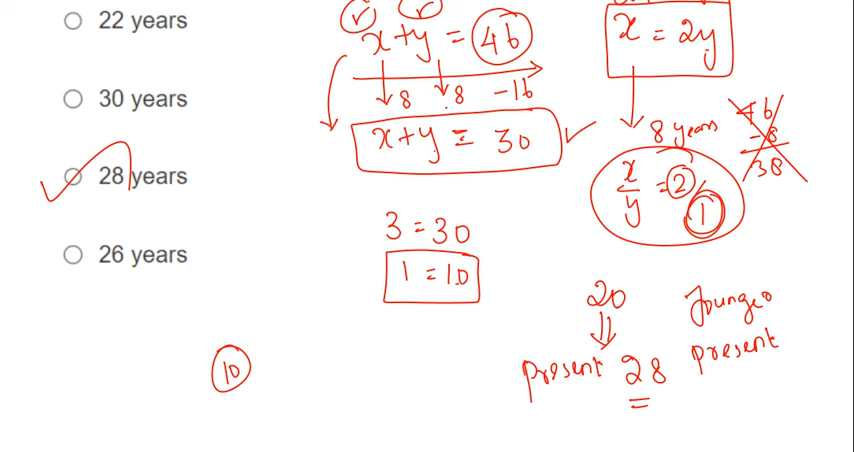 22 years
30 years
28 years
26 years
x+y = 46
8 8 -16
x+y = 30
x = 2y
8 years
46
-8
38
x/y = 2/1
3 = 30
1 = 10
20
Younger
present 28 present
10